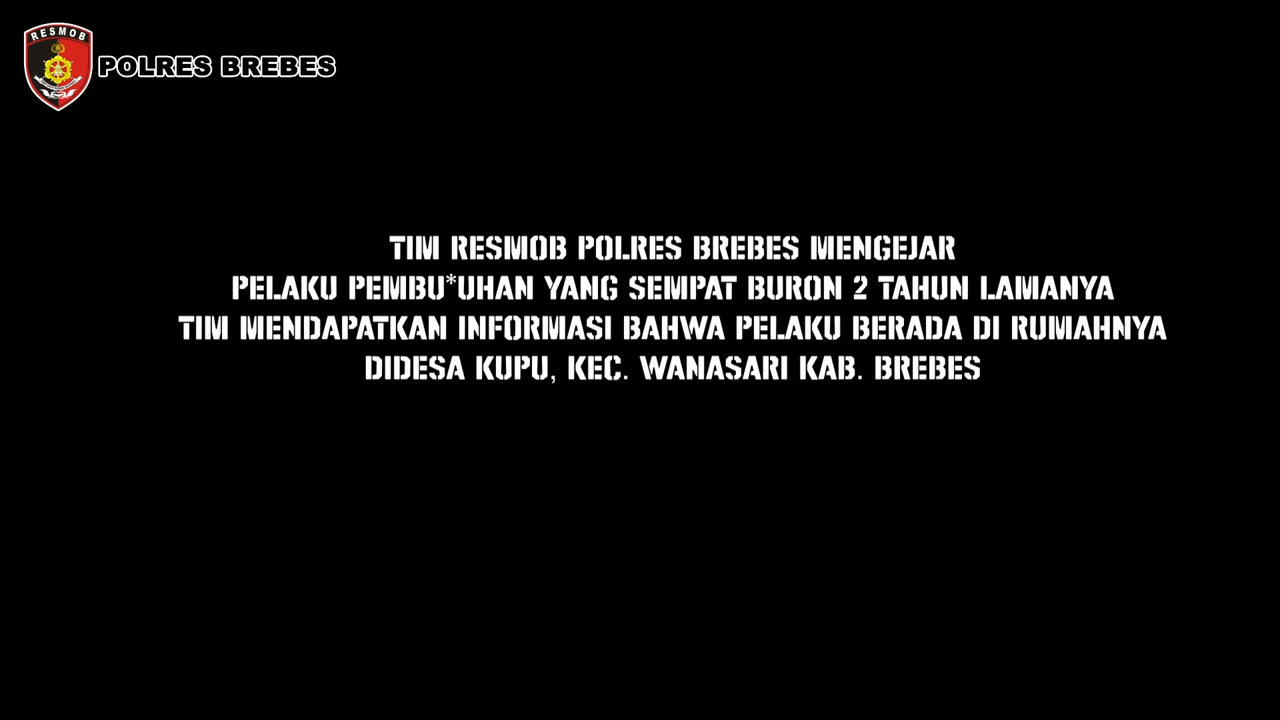 RESMOB
POLRES BREBES
TIM RESMOB POLRES BREBES MENGEJAR
PELAKU PEMBU*UHAN YANG SEMPAT BURON 2 TAHUN LAMANYA
TIM MENDAPATKAN INFORMASI BAHWA PELAKU BERADA DI RUMAHNYA
DIDESA KUPU, KEC. WANASARI KAB. BREBES